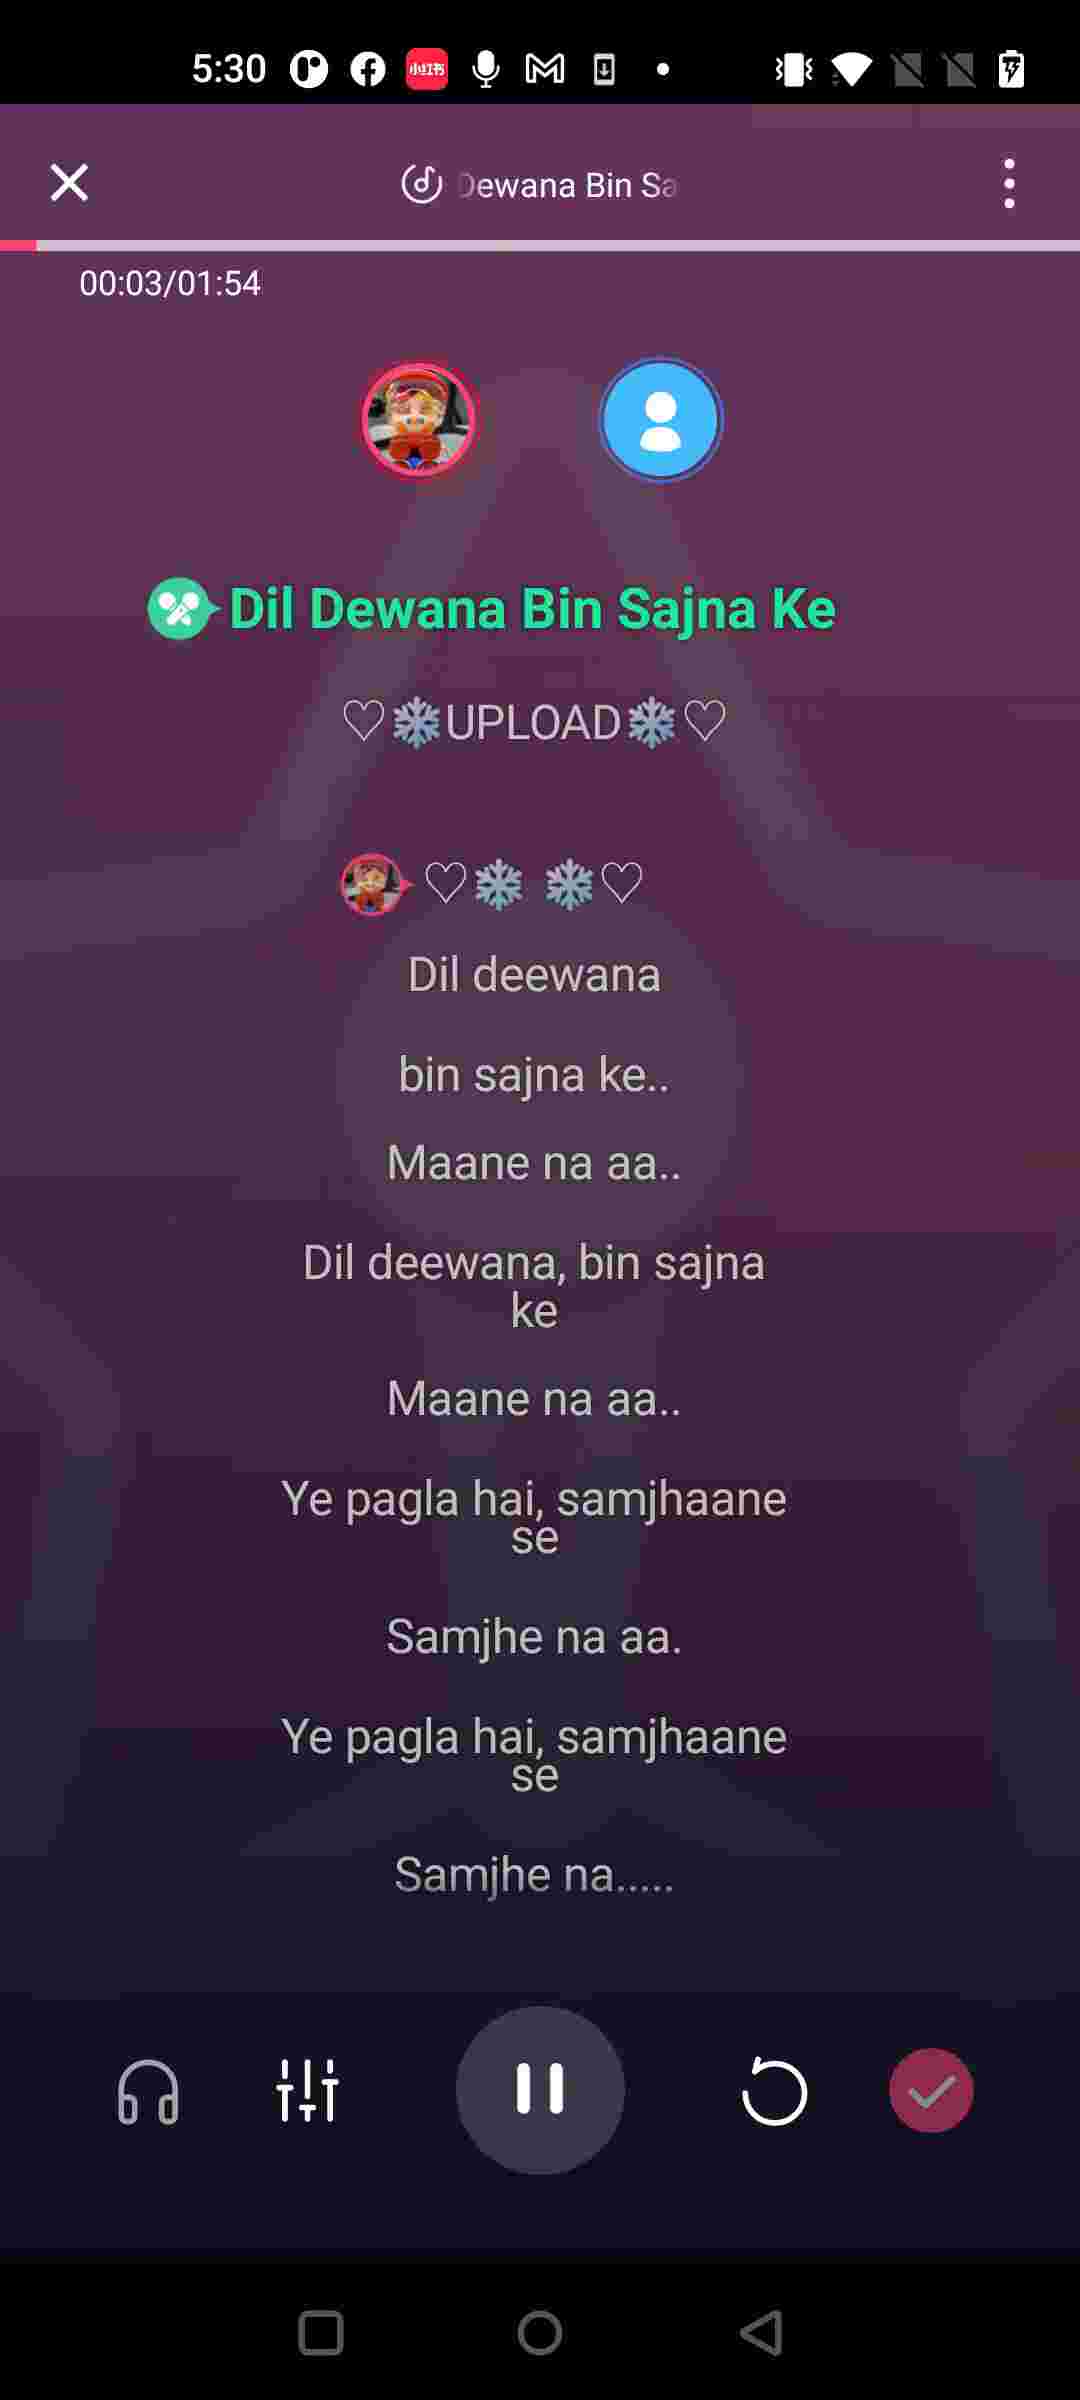 5:30
小红书
Dewana Bin Sa
00:03/01:54
Dil Dewana Bin Sajna Ke
♡❄UPLOAD❄♡
♡❄ ❄♡
Dil deewana
bin sajna ke..
Maane na aa..
Dil deewana, bin sajna
ke
Maane na aa..
Ye pagla hai, samjhaane
se
Samjhe na aa.
Ye pagla hai, samjhaane
se
Samjhe na.....